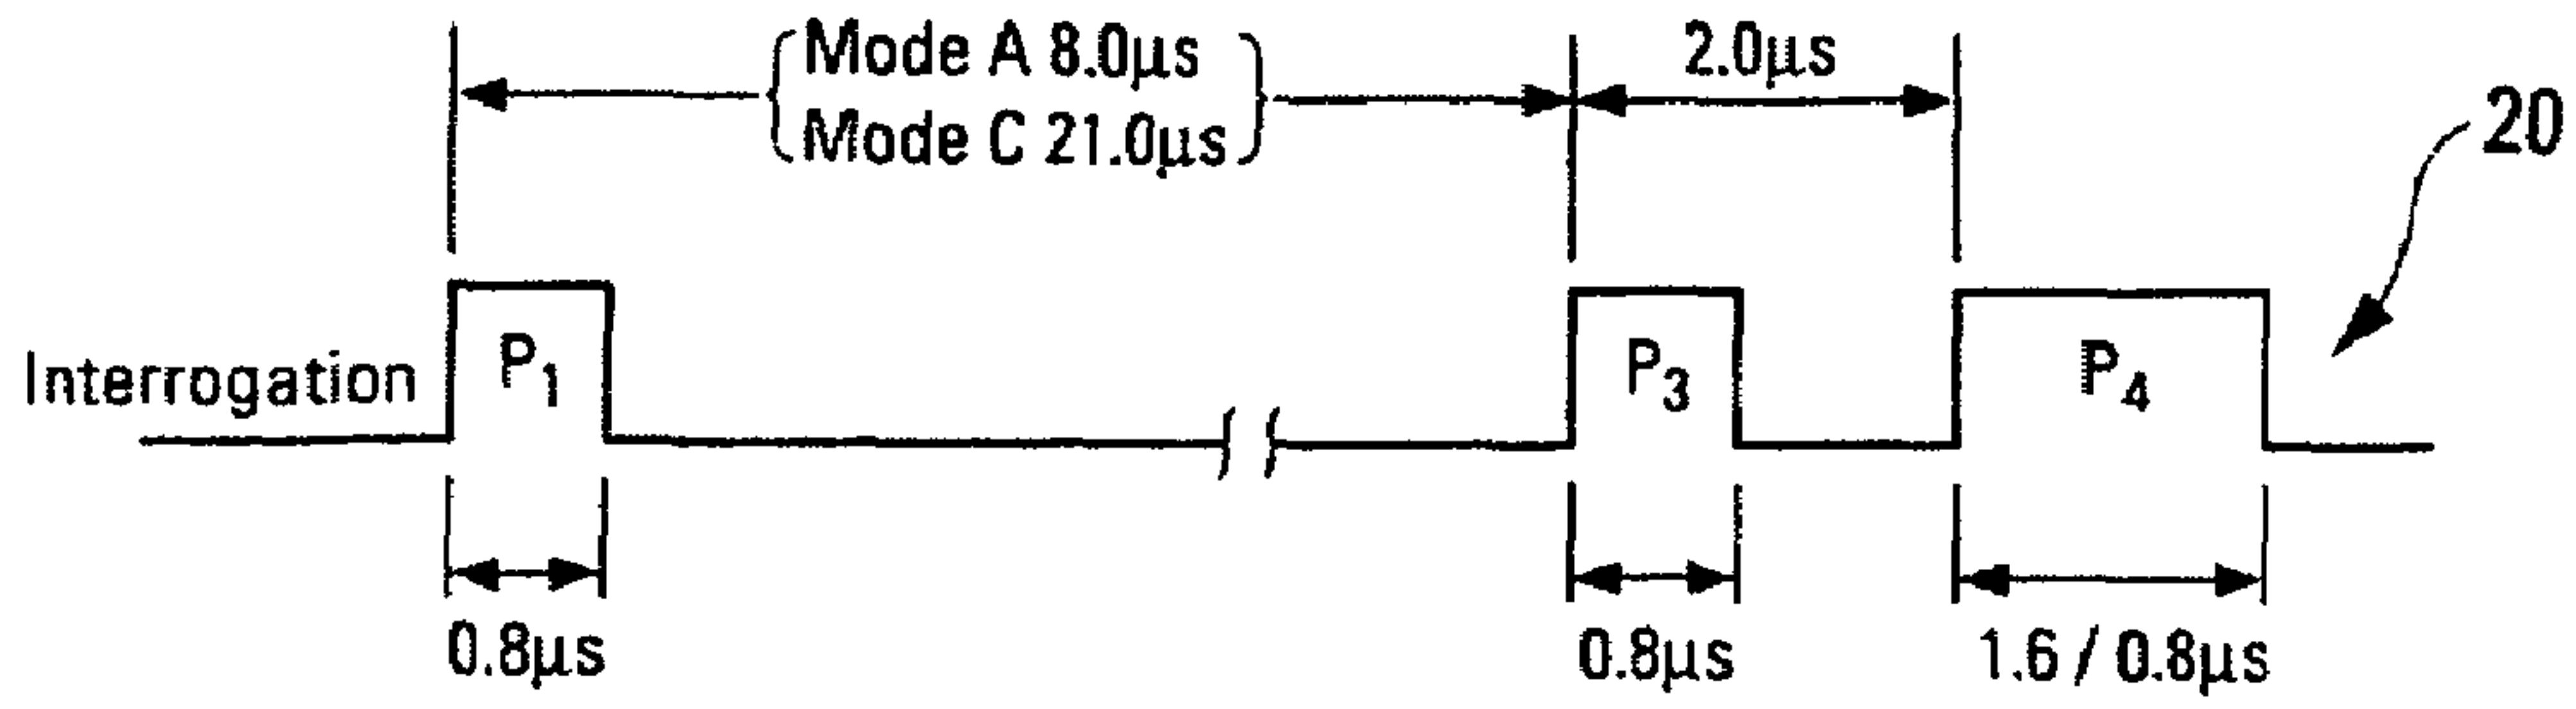 Mode A 8.0µs
Mode C 21.0µs
2.0µs
20
Interrogation
P1
P3
P4
0.8µs
0.8µs
1.6 / 0.8µs